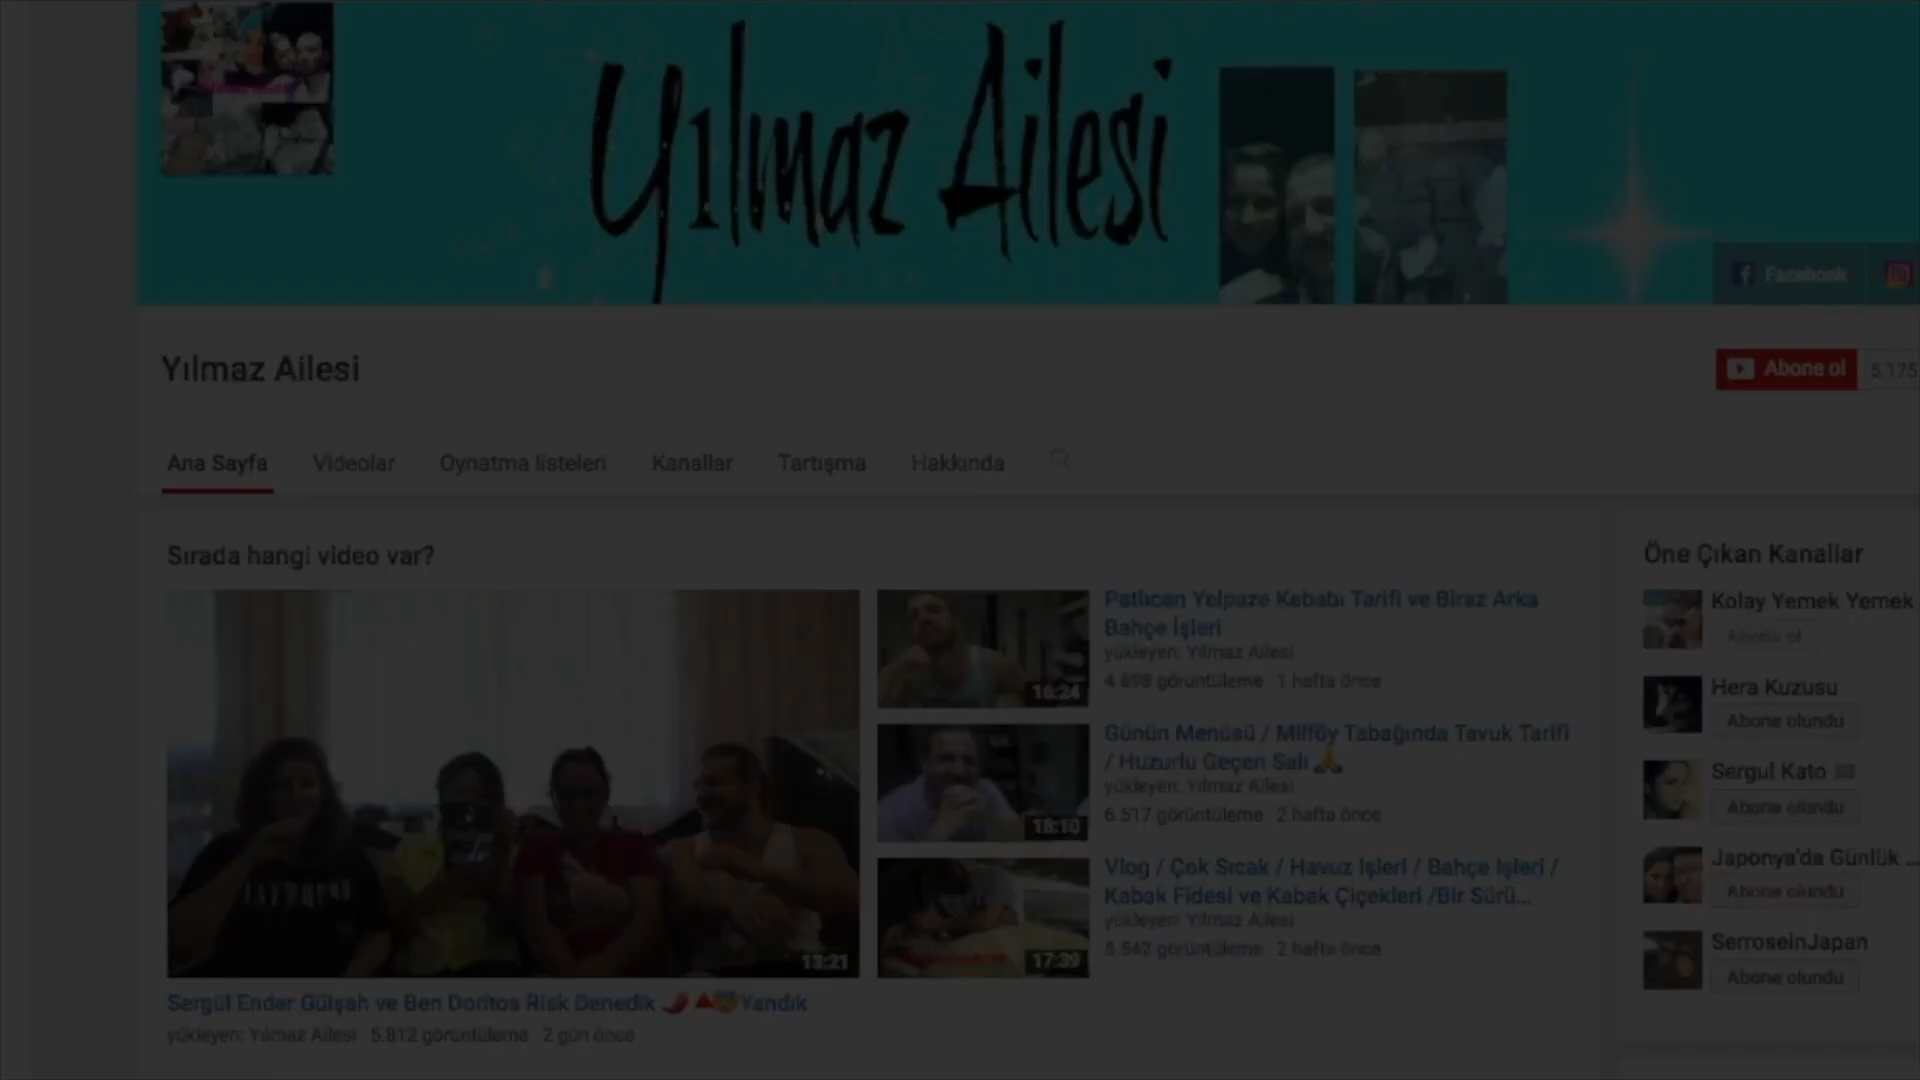 Yılmaz Ailesi
Facebook
Yılmaz Ailesi
Abone ol 5.175
Ana Sayfa Videolar Oynatma listeleri Kanallar Tartışma Hakkında
Sırada hangi video var?
13:21
Sergül Ender Gülşah ve Ben Doritos Risk Denedik 🌶🔺😨Yandık
yükleyen: Yılmaz Ailesi 5.812 görüntüleme 2 gün önce
16:24
Patlıcan Yelpaze Kebabı Tarifi ve Biraz Arka
Bahçe İşleri
yükleyen: Yılmaz Ailesi
4.698 görüntüleme 1 hafta önce
18:10
Günün Menüsü / Milföy Tabağında Tavuk Tarifi
/ Huzurlu Geçen Salı 🙏
yükleyen: Yılmaz Ailesi
6.517 görüntüleme 2 hafta önce
17:39
Vlog / Çok Sıcak / Havuz İşleri / Bahçe İşleri /
Kabak Fidesi ve Kabak Çiçekleri /Bir Sürü...
yükleyen: Yılmaz Ailesi
5.542 görüntüleme 2 hafta önce
Öne Çıkan Kanallar
Kolay Yemek Yemek
Abone ol
Hera Kuzusu
Abone olundu
Sergul Kato
Abone olundu
Japonya'da Günlük ...
Abone olundu
SerroseinJapan
Abone olundu